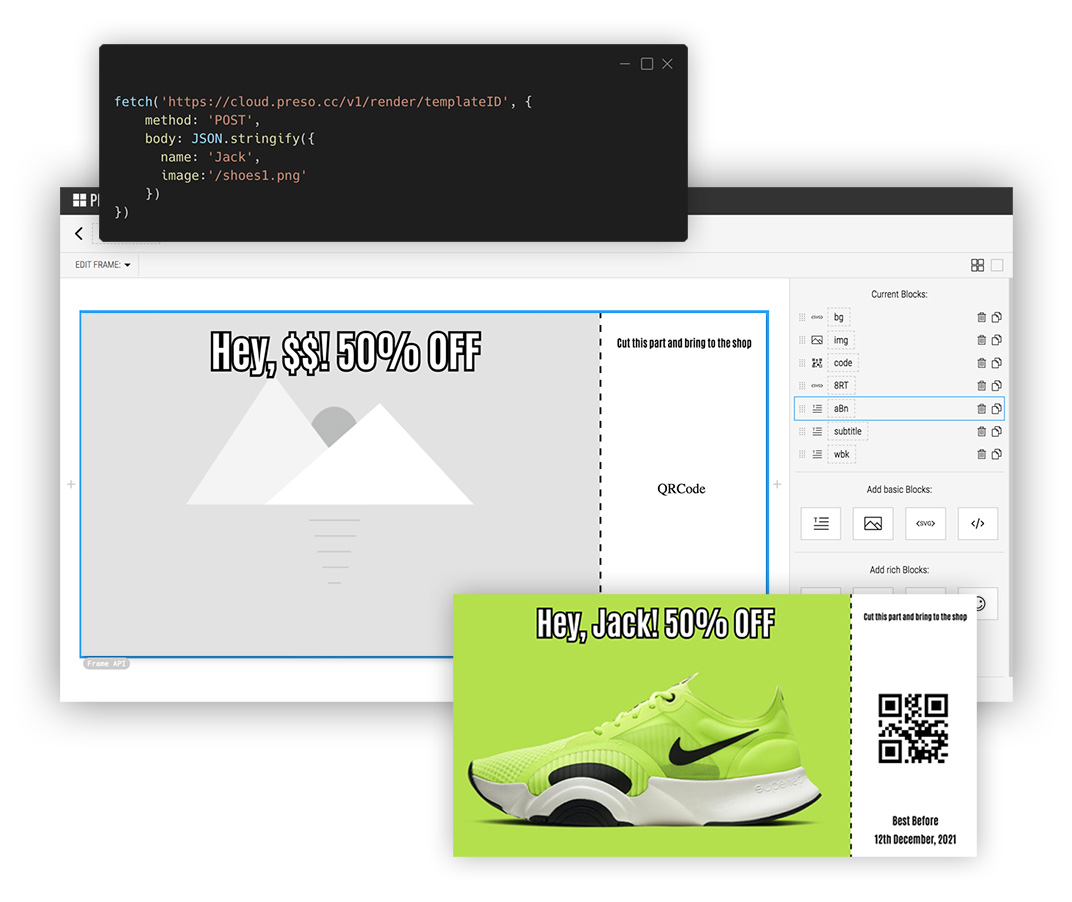 fetch('https://cloud.preso.cc/v1/render/templateID', {
method: 'POST',
body: JSON.stringify({
name: 'Jack',
image:'/shoes1.png'
})
})
EDIT FRAME:
Hey, $$! 50% OFF
Cut this part and bring to the shop
QRCode
Frame API
Current Blocks:
bg
img
code
8RT
aBn
subtitle
wbk
Add basic Blocks:
<SVG>
</>
Add rich Blocks:
Hey, Jack! 50% OFF
Cut this part and bring to the shop
Best Before
12th December, 2021